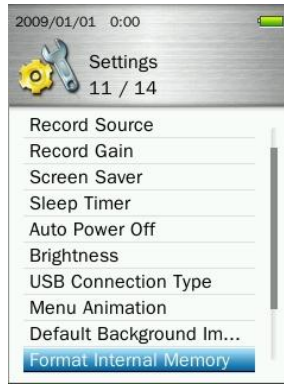 2009/01/01 0:00
Settings
11 / 14
Record Source
Record Gain
Screen Saver
Sleep Timer
Auto Power Off
Brightness
USB Connection Type
Menu Animation
Default Background Im...
Format Internal Memory